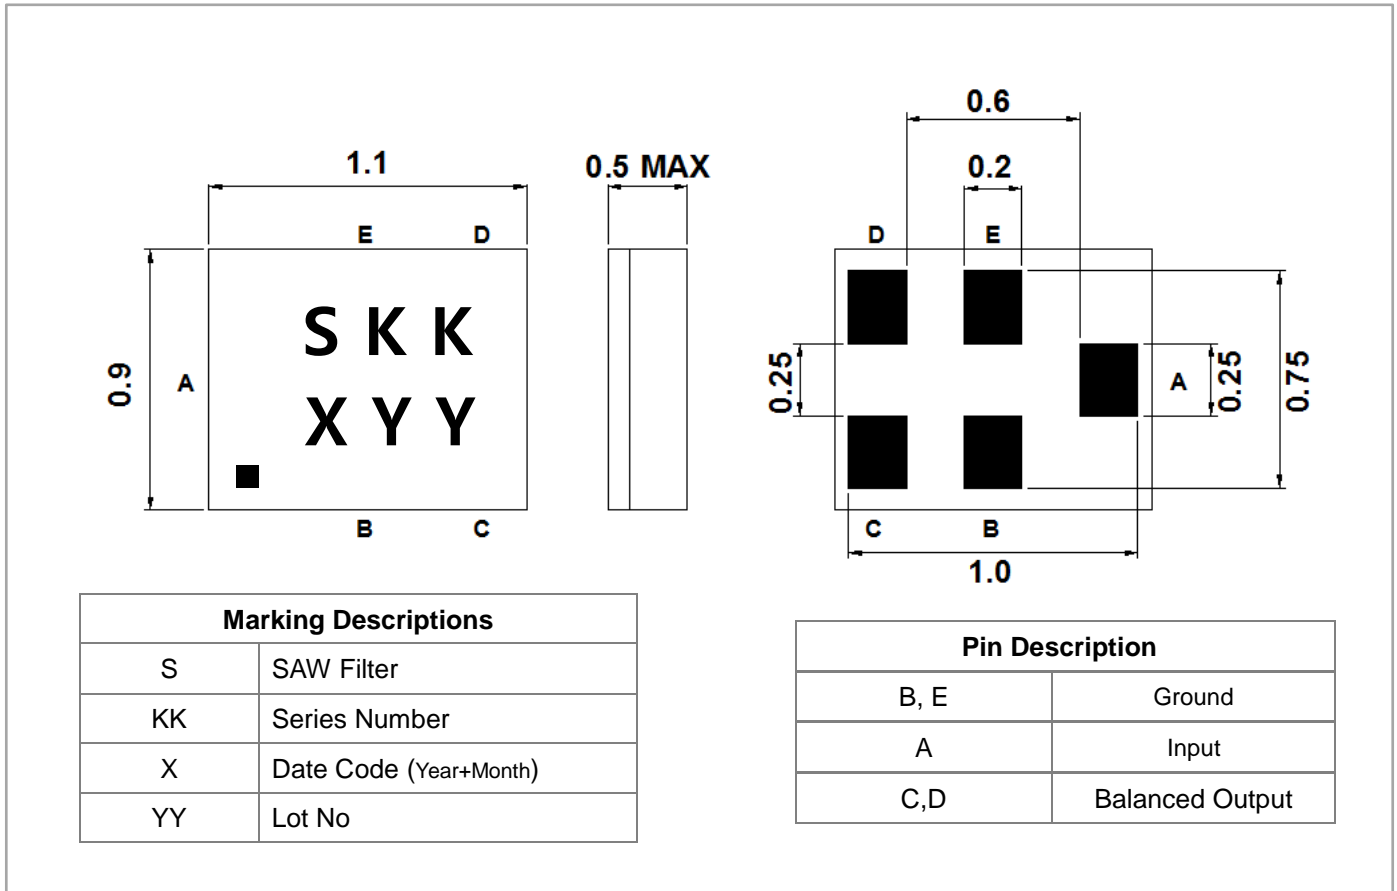 1.1
0.5 MAX
E D
A
0.9
S K K
X Y Y
B C
0.6
0.2
D E
0.25
A
0.25
0.75
C B
1.0
Marking Descriptions
S SAW Filter
KK Series Number
X Date Code (Year+Month)
YY Lot No
Pin Description
B, E Ground
A Input
C,D Balanced Output